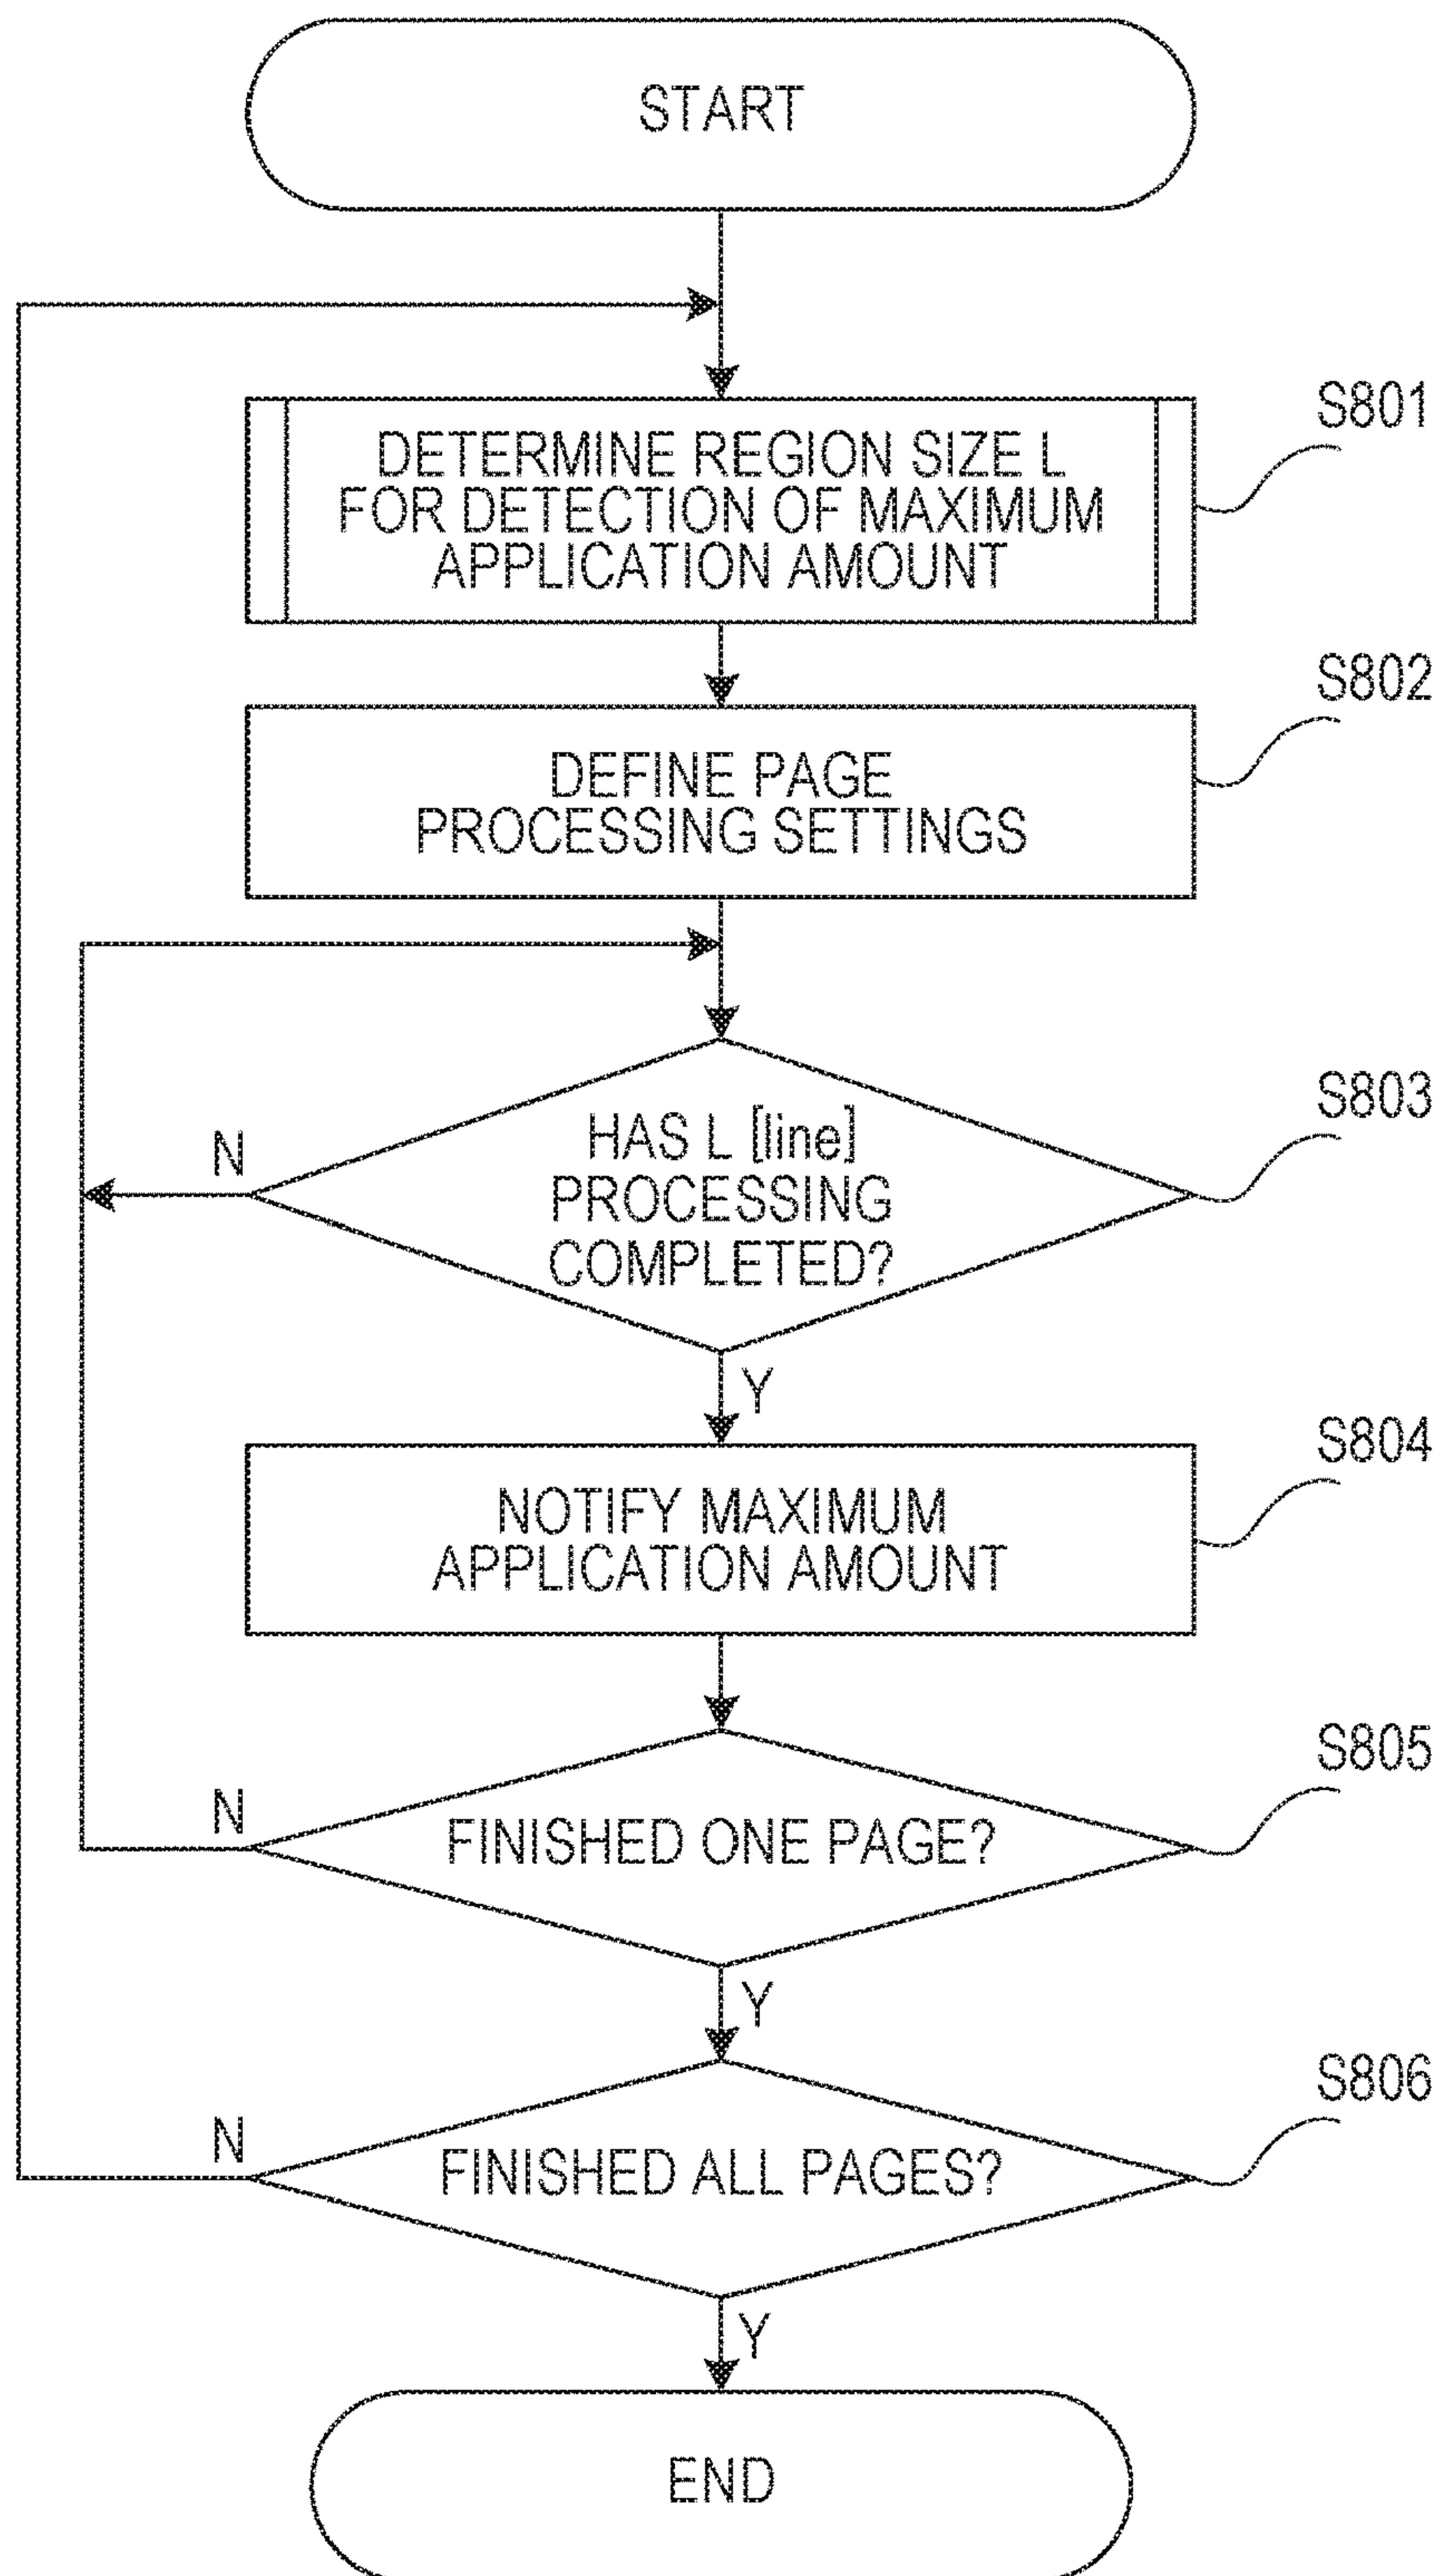 START
S801
DETERMINE REGION SIZE L
FOR DETECTION OF MAXIMUM
APPLICATION AMOUNT
S802
DEFINE PAGE
PROCESSING SETTINGS
S803
N
HAS L [line]
PROCESSING
COMPLETED?
Y
S804
NOTIFY MAXIMUM
APPLICATION AMOUNT
S805
N
FINISHED ONE PAGE?
Y
S806
N
FINISHED ALL PAGES?
Y
END